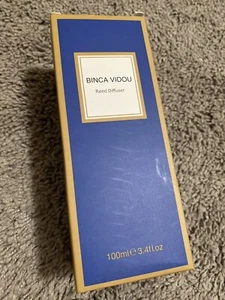 BINCA VIDOU
Reed Diffuser
100ml℮3.4fl.oz